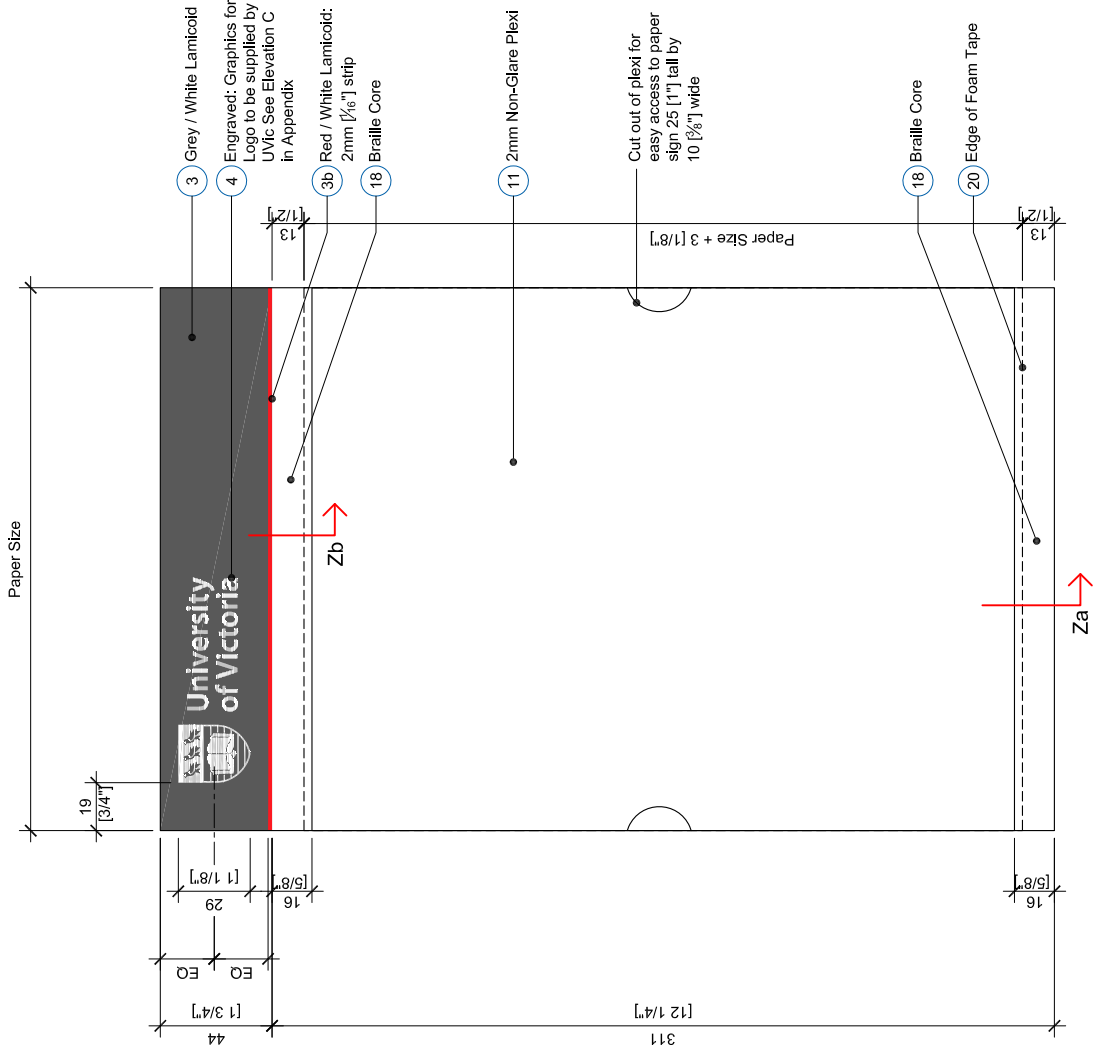 Paper Size
19
[3/4"]
University
of Victoria
3
Grey / White Lamicoid
4
Engraved: Graphics for
Logo to be supplied by
UVic See Elevation C
in Appendix
3b
Red / White Lamicoid:
2mm [1/16"] strip
18
Braille Core
11
2mm Non-Glare Plexi
Cut out of plexi for
easy access to paper
sign 25 [1"] tall by
10 [3/8"] wide
18
Braille Core
20
Edge of Foam Tape
13
[1/2"]
Paper Size + 3 [1/8"]
13
[1/2"]
Zb
Za
44
[1 3/4"]
EQ
EQ
29
[1 1/8"]
16
[5/8"]
311
[12 1/4"]
16
[5/8"]